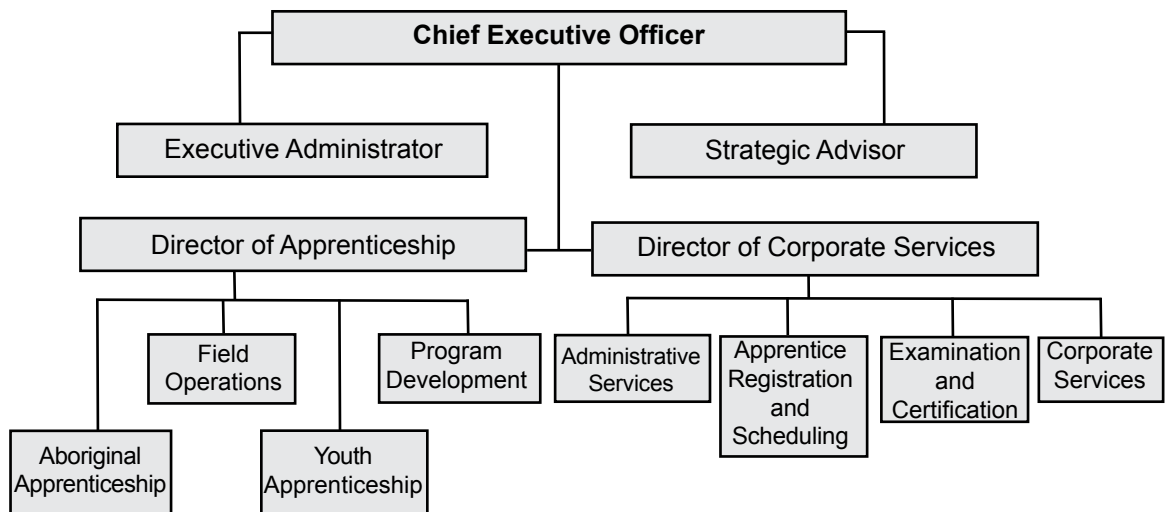 Chief Executive Officer
Executive Administrator
Strategic Advisor
Director of Apprenticeship
Director of Corporate Services
Field
Operations
Program
Development
Administrative
Services
Apprentice
Registration
and
Scheduling
Examination
and
Certification
Corporate
Services
Aboriginal
Apprenticeship
Youth
Apprenticeship